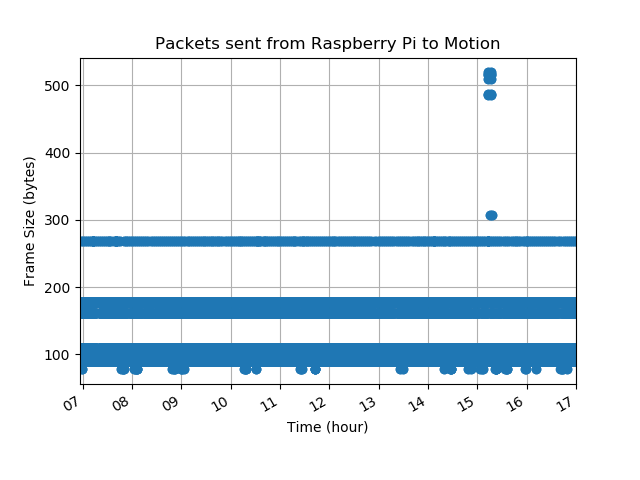 Packets sent from Raspberry Pi to Motion
Frame Size (bytes)
500
400
300
200
100
07 08 09 10 11 12 13 14 15 16 17
Time (hour)